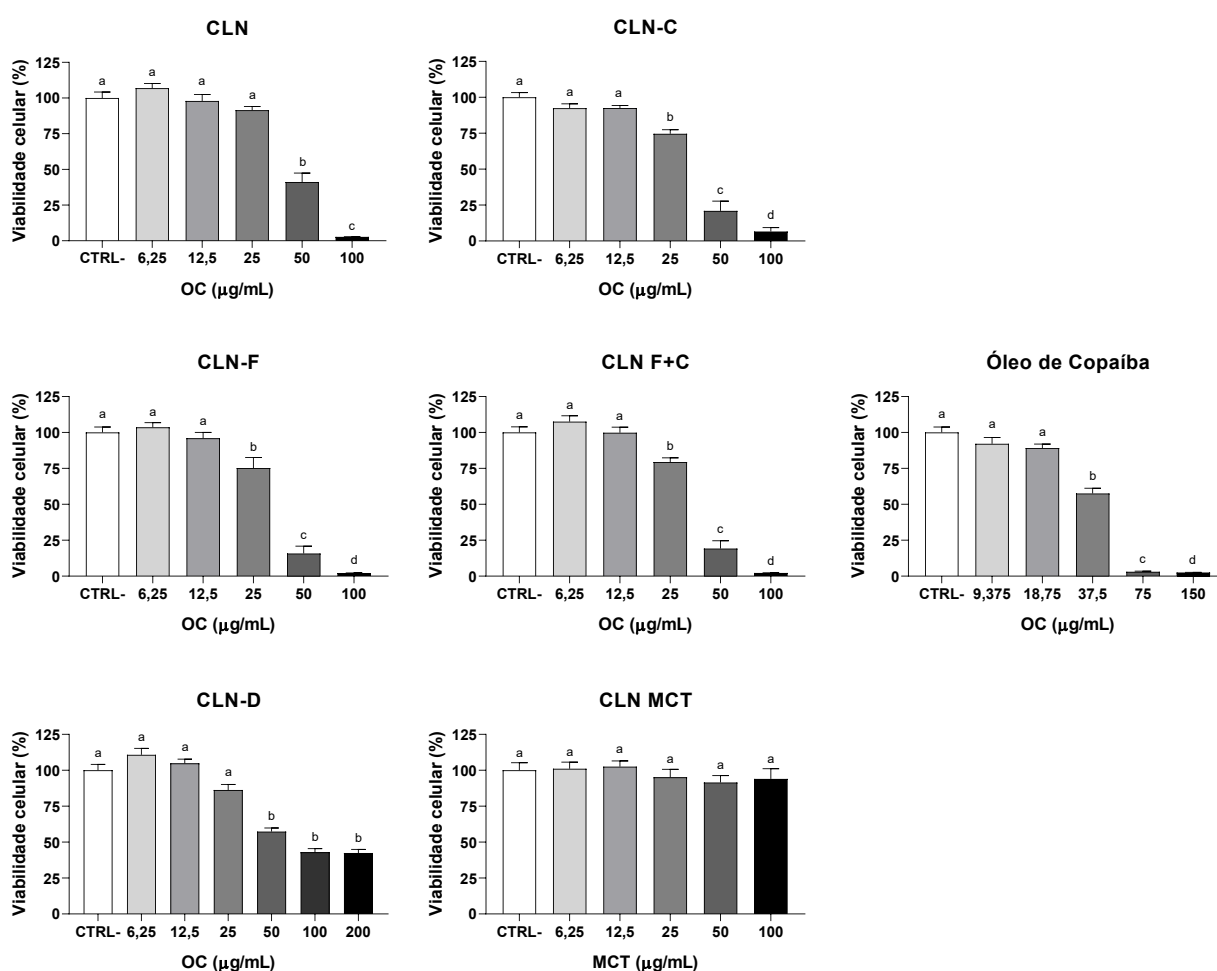 CLN
Viabilidade celular (%)
125
100
75
50
25
0
a a a a b c
CTRL- 6,25 12,5 25 50 100
OC (µg/mL)
CLN-C
Viabilidade celular (%)
125
100
75
50
25
0
a a a b c d
CTRL- 6,25 12,5 25 50 100
OC (µg/mL)
CLN-F
Viabilidade celular (%)
125
100
75
50
25
0
a a a b c d
CTRL- 6,25 12,5 25 50 100
OC (µg/mL)
CLN F+C
Viabilidade celular (%)
125
100
75
50
25
0
a a a b c d
CTRL- 6,25 12,5 25 50 100
OC (µg/mL)
Óleo de Copaíba
Viabilidade celular (%)
125
100
75
50
25
0
a a a b c d
CTRL- 9,375 18,75 37,5 75 150
OC (µg/mL)
CLN-D
Viabilidade celular (%)
125
100
75
50
25
0
a a a a b b b
CTRL- 6,25 12,5 25 50 100 200
OC (µg/mL)
CLN MCT
Viabilidade celular (%)
125
100
75
50
25
0
a a a a a a
CTRL- 6,25 12,5 25 50 100
MCT (µg/mL)